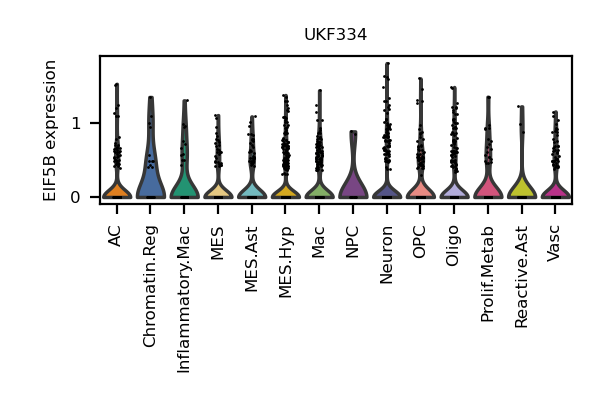 UKF334
EIF5B expression
1
0
AC
Chromatin.Reg
Inflammatory.Mac
MES
MES.Ast
MES.Hyp
Mac
NPC
Neuron
OPC
Oligo
Prolif.Metab
Reactive.Ast
Vasc